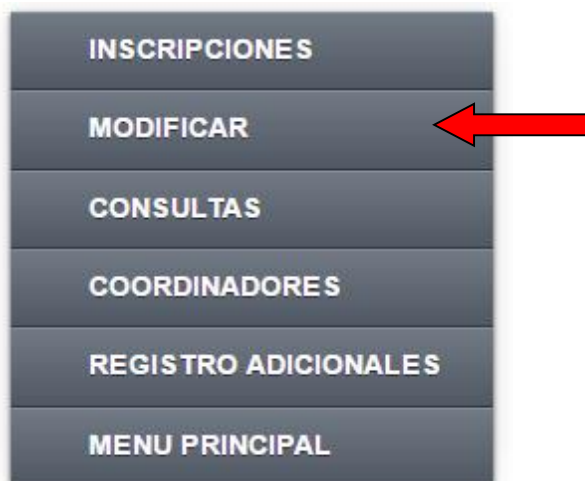 INSCRIPCIONES
MODIFICAR
CONSULTAS
COORDINADORES
REGISTRO ADICIONALES
MENU PRINCIPAL